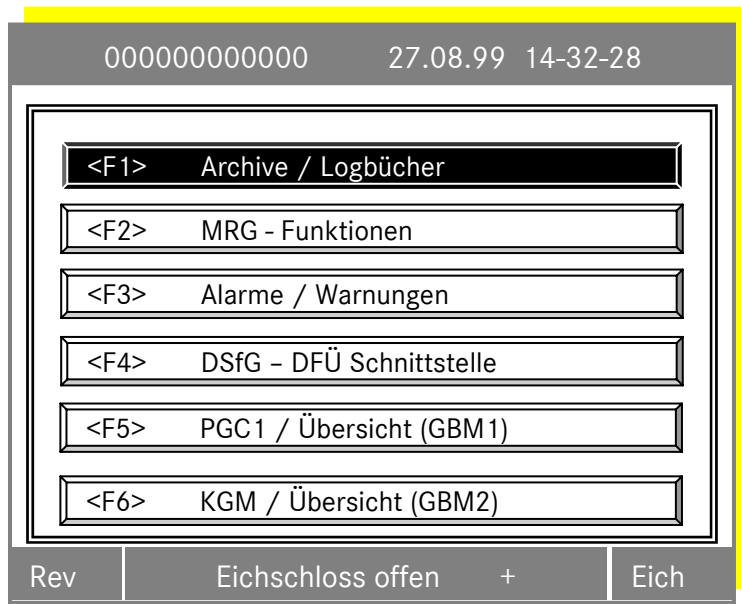 000000000000 27.08.99 14-32-28
<F1> Archive / Logbücher
<F2> MRG - Funktionen
<F3> Alarme / Warnungen
<F4> DSfG – DFÜ Schnittstelle
<F5> PGC1 / Übersicht (GBM1)
<F6> KGM / Übersicht (GBM2)
Rev Eichschloss offen + Eich